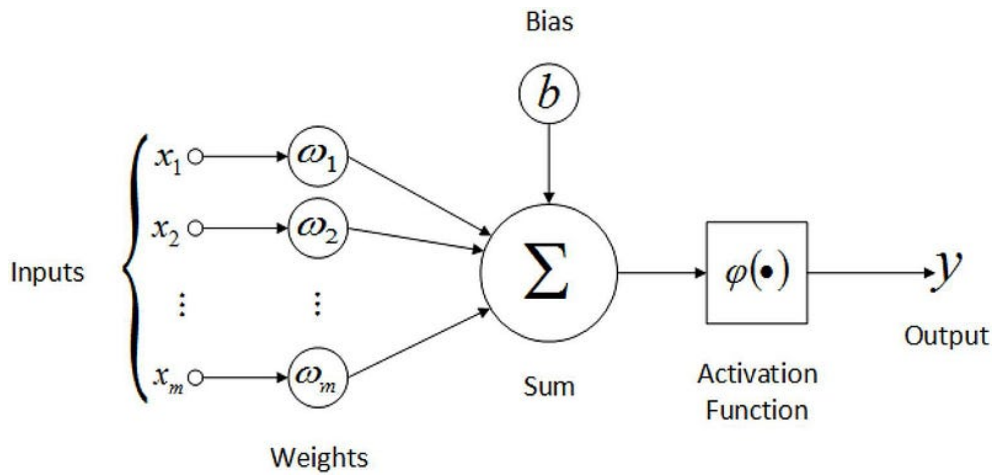 Bias
b
x₁ ω₁
x₂ ω₂
Inputs
⋮ ⋮
Σ
φ(•)
y
xₘ ωₘ
Output
Sum
Activation
Function
Weights